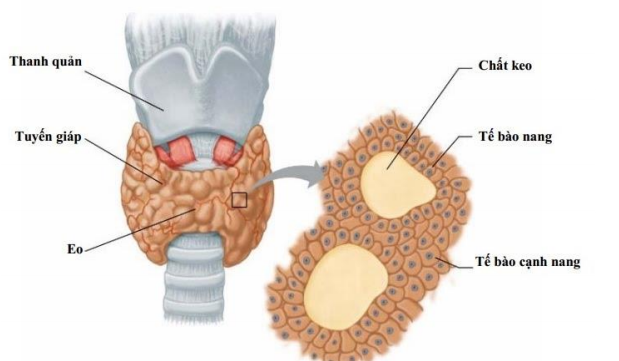 Thanh quản
Tuyến giáp
Eo
Chất keo
Tế bào nang
Tế bào cạnh nang